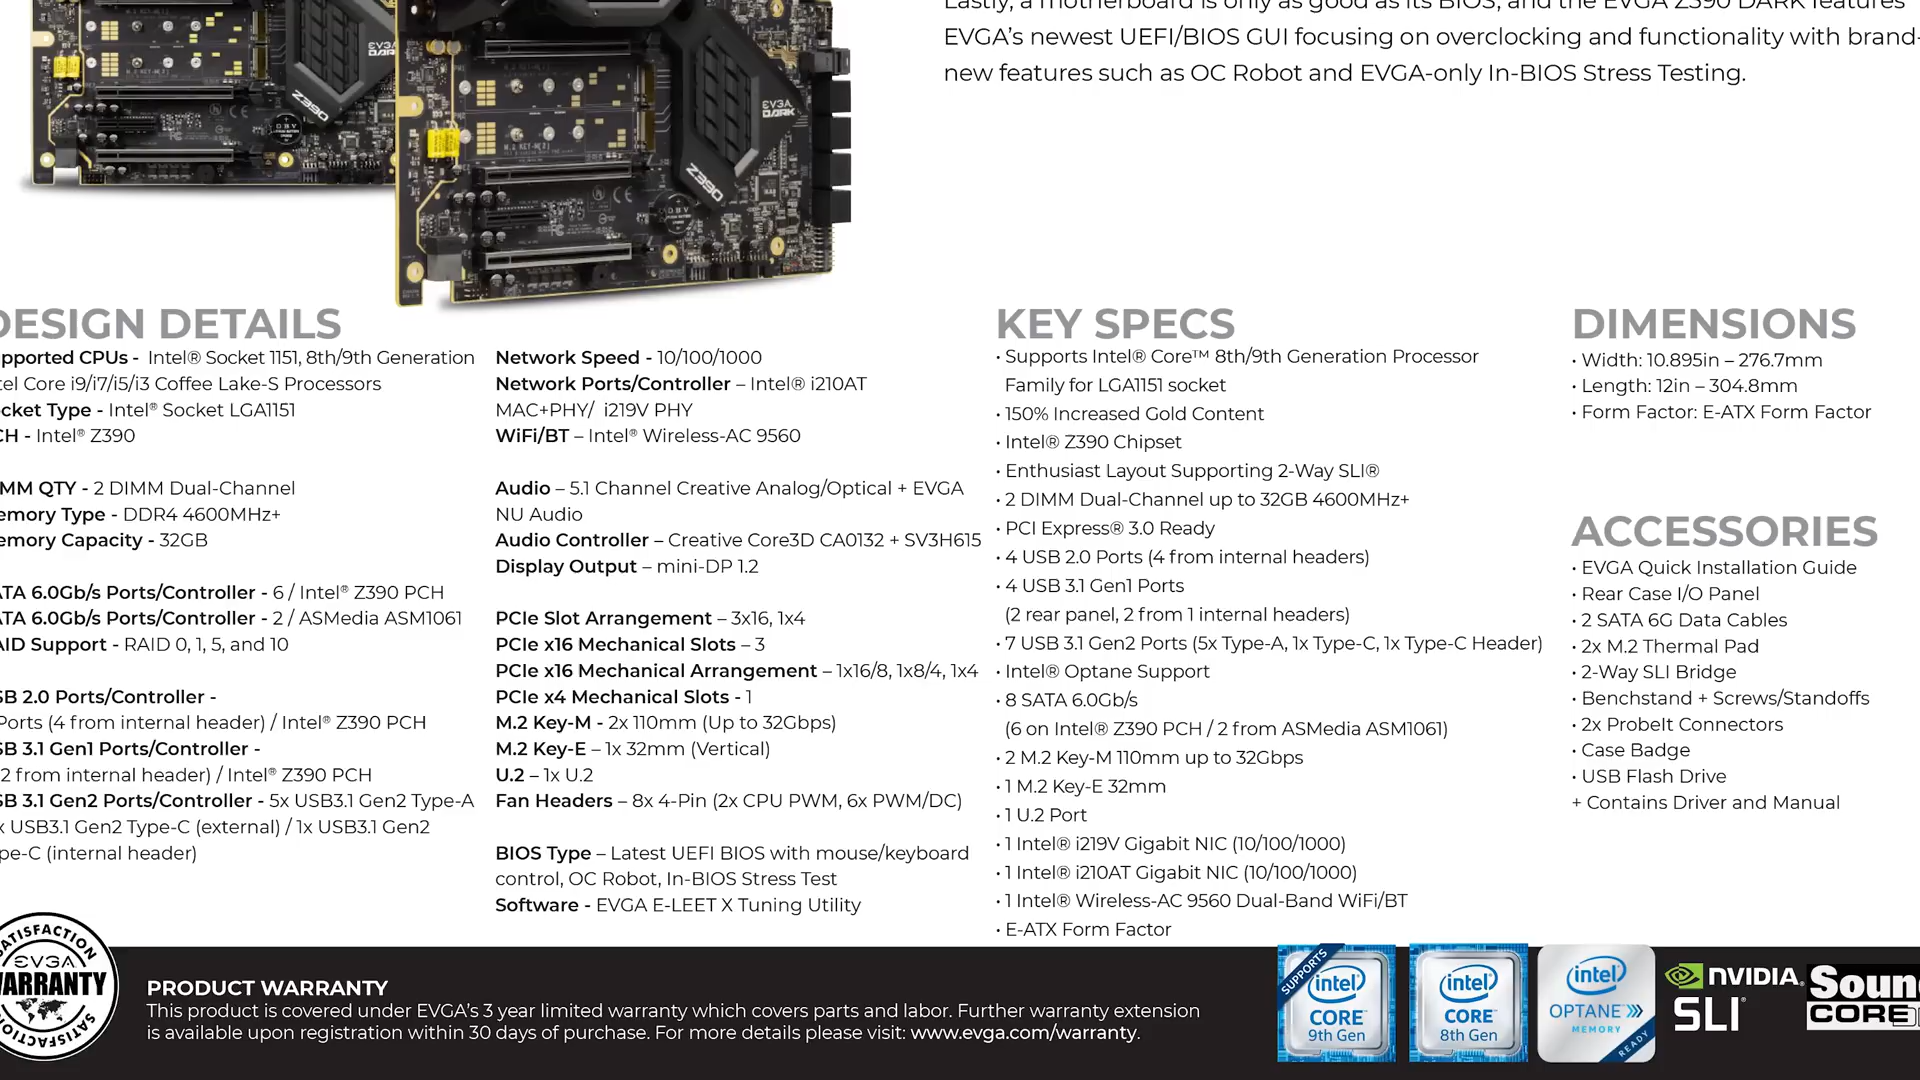 Lastly, a motherboard is only as good as its BIOS, and the EVGA Z390 DARK features
EVGA's newest UEFI/BIOS GUI focusing on overclocking and functionality with brand-
new features such as OC Robot and EVGA-only In-BIOS Stress Testing.
EVGA
DARK
Z390
M.2 KEY-M[2]
EVGA
DARK
Z390
DESIGN DETAILS
pported CPUs - Intel® Socket 1151, 8th/9th Generation
tel Core i9/i7/i5/i3 Coffee Lake-S Processors
cket Type - Intel® Socket LGA1151
CH - Intel® Z390
MM QTY - 2 DIMM Dual-Channel
emory Type - DDR4 4600MHz+
emory Capacity - 32GB
ATA 6.0Gb/s Ports/Controller - 6 / Intel® Z390 PCH
ATA 6.0Gb/s Ports/Controller - 2 / ASMedia ASM1061
AID Support - RAID 0, 1, 5, and 10
SB 2.0 Ports/Controller -
Ports (4 from internal header) / Intel® Z390 PCH
SB 3.1 Gen1 Ports/Controller -
2 from internal header) / Intel® Z390 PCH
SB 3.1 Gen2 Ports/Controller - 5x USB3.1 Gen2 Type-A
x USB3.1 Gen2 Type-C (external) / 1x USB3.1 Gen2
pe-C (internal header)
Network Speed - 10/100/1000
Network Ports/Controller – Intel® i210AT
MAC+PHY/ i219V PHY
WiFi/BT – Intel® Wireless-AC 9560
Audio – 5.1 Channel Creative Analog/Optical + EVGA
NU Audio
Audio Controller – Creative Core3D CA0132 + SV3H615
Display Output – mini-DP 1.2
PCIe Slot Arrangement – 3x16, 1x4
PCIe x16 Mechanical Slots – 3
PCIe x16 Mechanical Arrangement – 1x16/8, 1x8/4, 1x4
PCIe x4 Mechanical Slots - 1
M.2 Key-M - 2x 110mm (Up to 32Gbps)
M.2 Key-E – 1x 32mm (Vertical)
U.2 – 1x U.2
Fan Headers – 8x 4-Pin (2x CPU PWM, 6x PWM/DC)
BIOS Type – Latest UEFI BIOS with mouse/keyboard
control, OC Robot, In-BIOS Stress Test
Software - EVGA E-LEET X Tuning Utility
KEY SPECS
• Supports Intel® Core™ 8th/9th Generation Processor
Family for LGA1151 socket
• 150% Increased Gold Content
• Intel® Z390 Chipset
• Enthusiast Layout Supporting 2-Way SLI®
• 2 DIMM Dual-Channel up to 32GB 4600MHz+
• PCI Express® 3.0 Ready
• 4 USB 2.0 Ports (4 from internal headers)
• 4 USB 3.1 Gen1 Ports
(2 rear panel, 2 from 1 internal headers)
• 7 USB 3.1 Gen2 Ports (5x Type-A, 1x Type-C, 1x Type-C Header)
• Intel® Optane Support
• 8 SATA 6.0Gb/s
(6 on Intel® Z390 PCH / 2 from ASMedia ASM1061)
• 2 M.2 Key-M 110mm up to 32Gbps
• 1 M.2 Key-E 32mm
• 1 U.2 Port
• 1 Intel® i219V Gigabit NIC (10/100/1000)
• 1 Intel® i210AT Gigabit NIC (10/100/1000)
• 1 Intel® Wireless-AC 9560 Dual-Band WiFi/BT
• E-ATX Form Factor
DIMENSIONS
• Width: 10.895in – 276.7mm
• Length: 12in – 304.8mm
• Form Factor: E-ATX Form Factor
ACCESSORIES
• EVGA Quick Installation Guide
• Rear Case I/O Panel
• 2 SATA 6G Data Cables
• 2x M.2 Thermal Pad
• 2-Way SLI Bridge
• Benchstand + Screws/Standoffs
• 2x ProbeIt Connectors
• Case Badge
• USB Flash Drive
+ Contains Driver and Manual
SATISFACTION
EVGA
WARRANTY
SATISFACTION
PRODUCT WARRANTY
This product is covered under EVGA's 3 year limited warranty which covers parts and labor. Further warranty extension
is available upon registration within 30 days of purchase. For more details please visit: www.evga.com/warranty.
SUPPORTS
intel
CORE
9th Gen
intel
CORE
8th Gen
intel
OPTANE
MEMORY
READY
NVIDIA.
SLI®
Soun
CORE